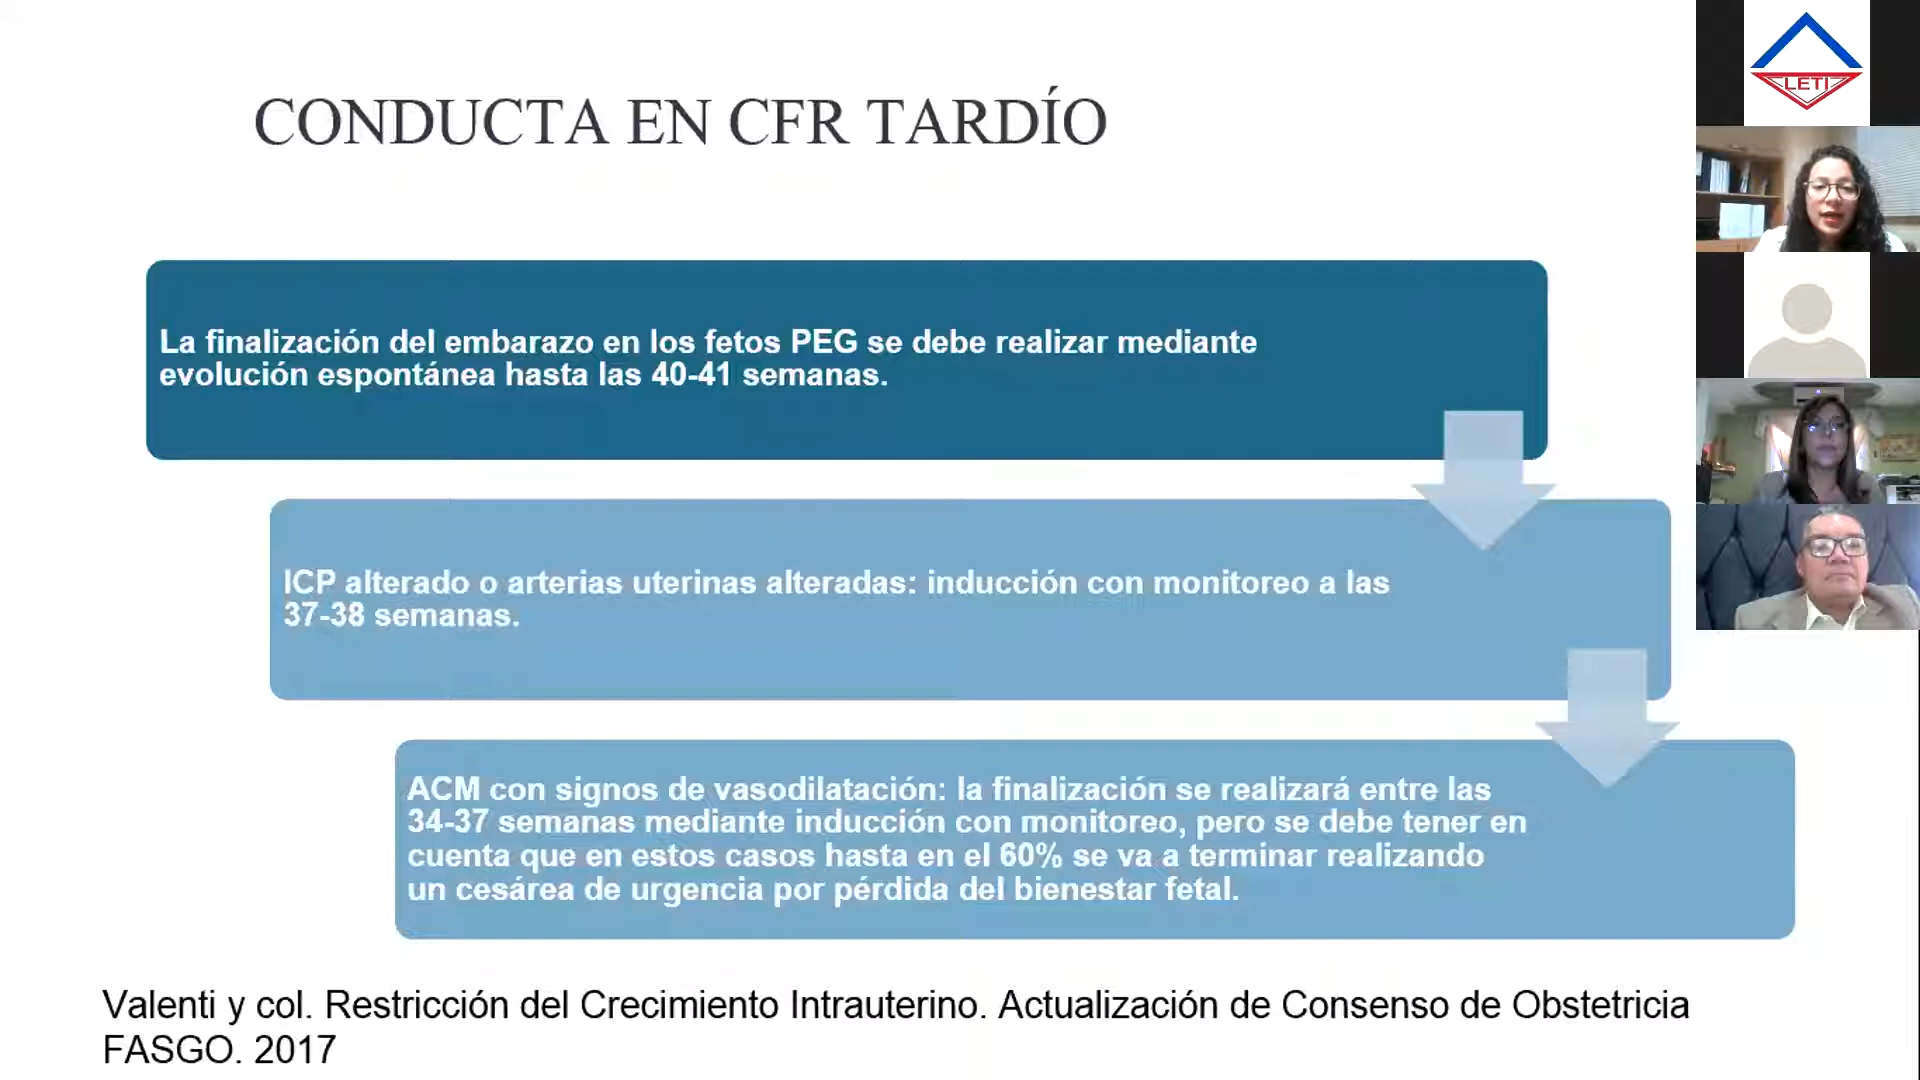 CONDUCTA EN CFR TARDÍO
LETI
La finalización del embarazo en los fetos PEG se debe realizar mediante
evolución espontánea hasta las 40-41 semanas.
ICP alterado o arterias uterinas alteradas: inducción con monitoreo a las
37-38 semanas.
ACM con signos de vasodilatación: la finalización se realizará entre las
34-37 semanas mediante inducción con monitoreo, pero se debe tener en
cuenta que en estos casos hasta en el 60% se va a terminar realizando
un cesárea de urgencia por pérdida del bienestar fetal.
Valenti y col. Restricción del Crecimiento Intrauterino. Actualización de Consenso de Obstetricia
FASGO. 2017